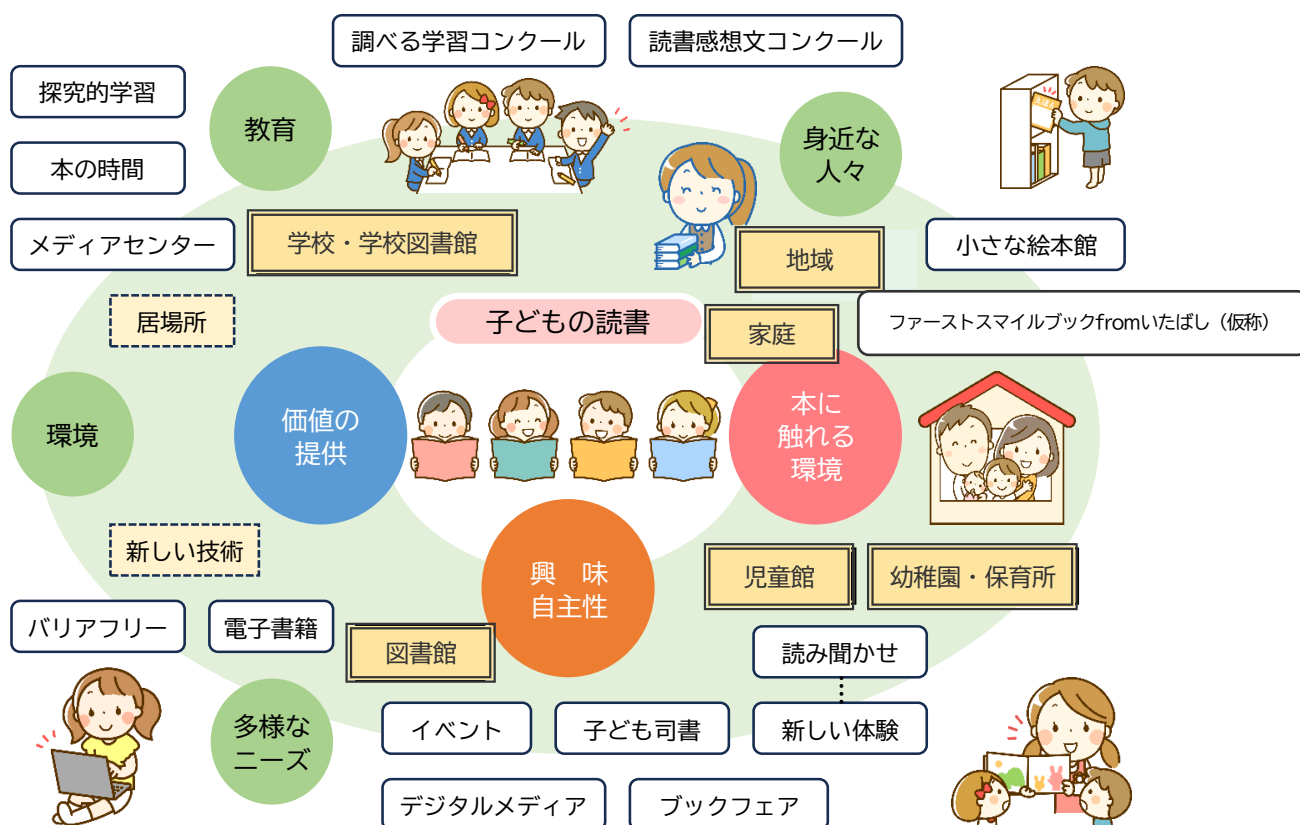 調べる学習コンクール
読書感想文コンクール
探究的学習
教育
身近な
人々
本の時間
メディアセンター
学校・学校図書館
地域
小さな絵本館
居場所
子どもの読書
家庭
ファーストスマイルブックfromいたばし（仮称）
環境
価値の
提供
本に
触れる
環境
新しい技術
興　味
自主性
児童館
幼稚園・保育所
バリアフリー
電子書籍
図書館
読み聞かせ
多様な
ニーズ
イベント
子ども司書
新しい体験
デジタルメディア
ブックフェア